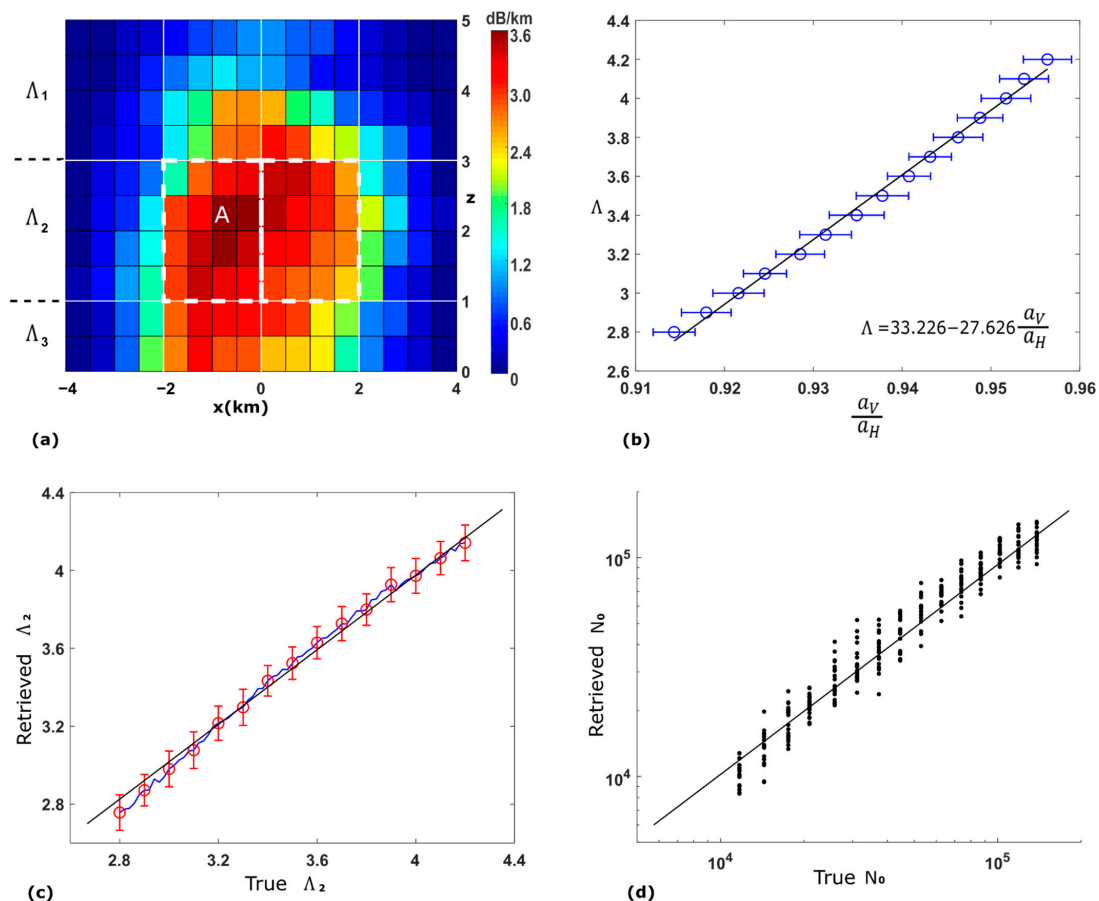 dB/km
5
4
3
z
2
1
0
3.6
3.0
2.4
1.8
1.2
0.6
0
Λ₁
Λ₂
Λ₃
A
−4 −2 0 2 4
x(km)
(a)
4.4
4.2
4
3.8
3.6
3.4
3.2
3
2.8
2.6
Λ
Λ =33.226−27.626 a_V/a_H
0.91 0.92 0.93 0.94 0.95 0.96
a_V/a_H
(b)
4.4
4
3.6
3.2
2.8
Retrieved Λ₂
2.8 3.2 3.6 4 4.4
True Λ₂
(c)
10⁵
10⁴
Retrieved N₀
10⁴ 10⁵
True N₀
(d)